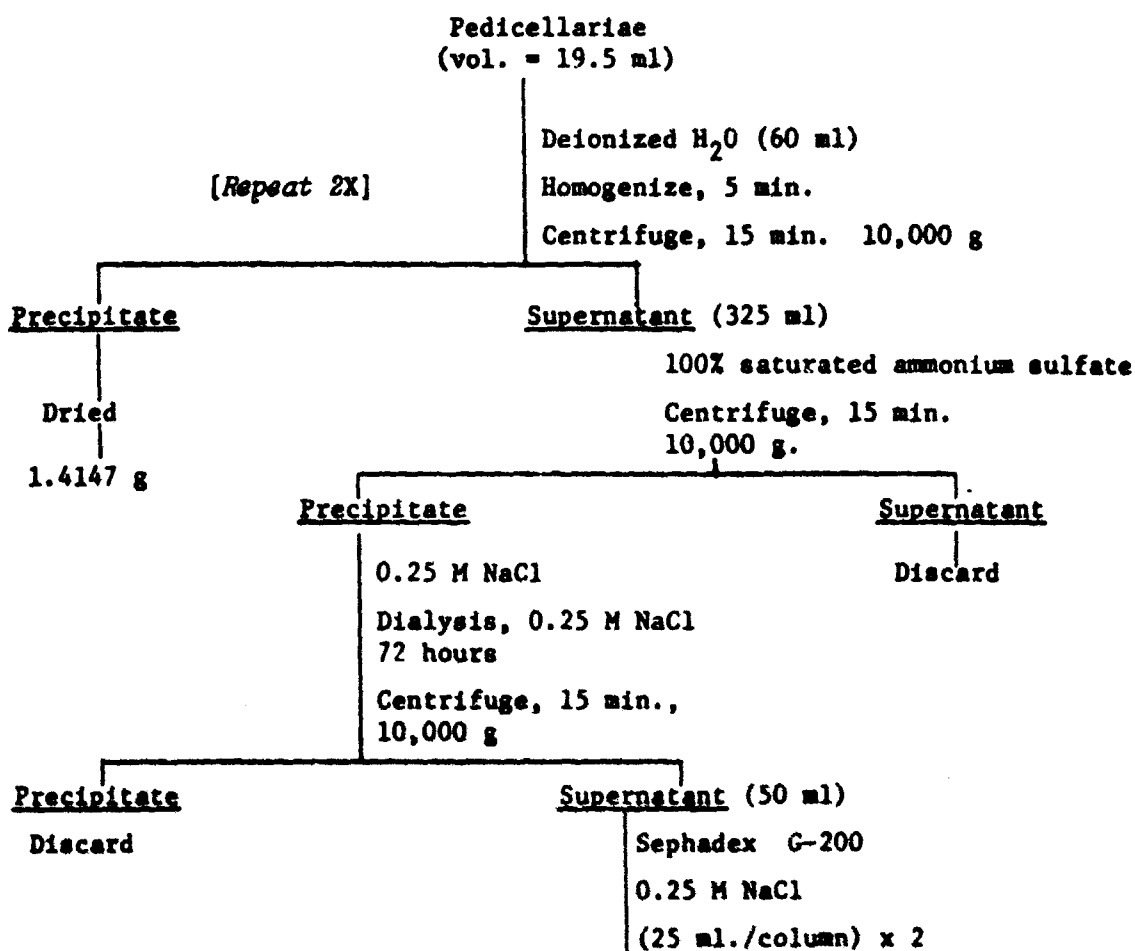 Pedicellariae
(vol. = 19.5 ml)
Deionized H₂O (60 ml)
[Repeat 2X]
Homogenize, 5 min.
Centrifuge, 15 min. 10,000 g
Precipitate
Supernatant (325 ml)
100% saturated ammonium sulfate
Dried
Centrifuge, 15 min.
10,000 g.
1.4147 g
Precipitate
Supernatant
0.25 M NaCl
Discard
Dialysis, 0.25 M NaCl
72 hours
Centrifuge, 15 min.,
10,000 g
Precipitate
Supernatant (50 ml)
Discard
Sephadex G-200
0.25 M NaCl
(25 ml./column) x 2